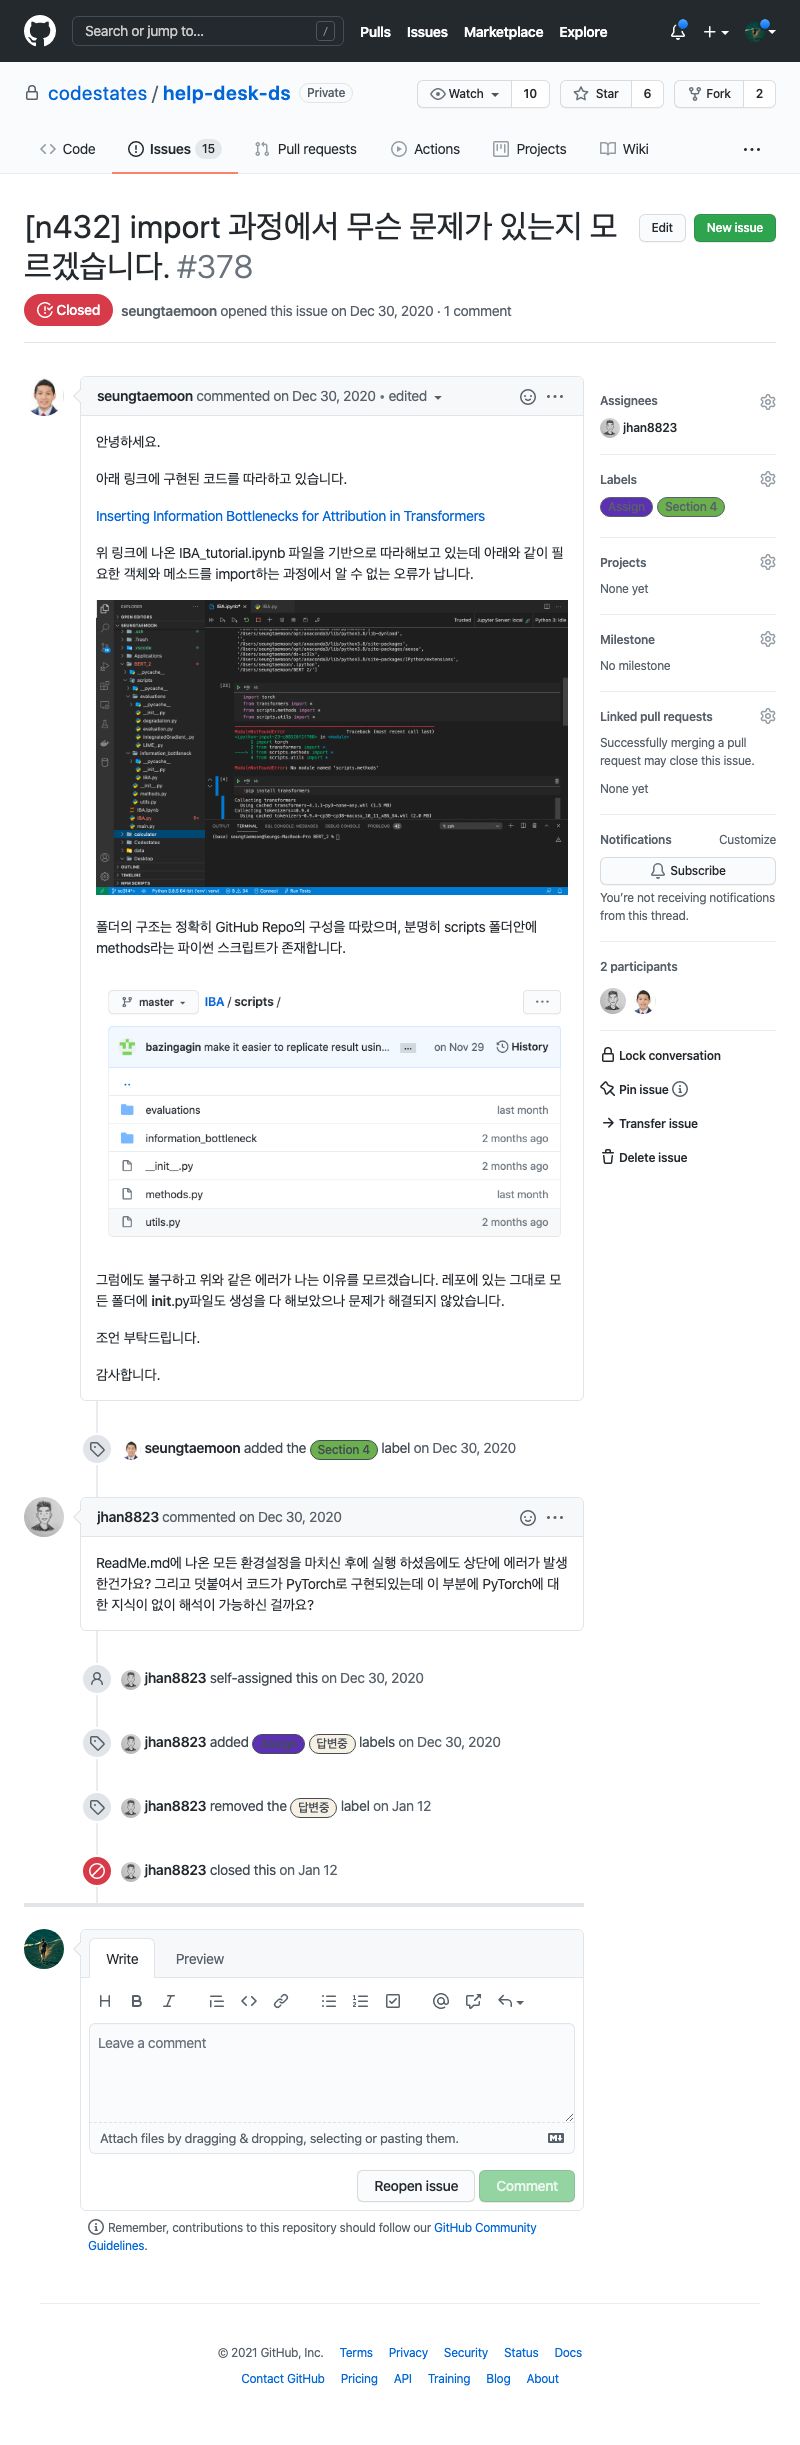 Search or jump to... /
Pulls Issues Marketplace Explore
codestates / help-desk-ds Private
Watch 10 Star 6 Fork 2
Code Issues 15 Pull requests Actions Projects Wiki
[n432] import 과정에서 무슨 문제가 있는지 모
르겠습니다. #378
Edit New issue
Closed seungtaemoon opened this issue on Dec 30, 2020 · 1 comment
seungtaemoon commented on Dec 30, 2020 • edited
안녕하세요.
아래 링크에 구현된 코드를 따라하고 있습니다.
Inserting Information Bottlenecks for Attribution in Transformers
위 링크에 나온 IBA_tutorial.ipynb 파일을 기반으로 따라해보고 있는데 아래와 같이 필
요한 객체와 메소드를 import하는 과정에서 알 수 없는 오류가 납니다.
import torch
from transformers import *
from scripts.methods import *
from scripts.utils import *
ModuleNotFoundError: No module named 'scripts.methods'
!pip install transformers
Collecting transformers
폴더의 구조는 정확히 GitHub Repo의 구성을 따랐으며, 분명히 scripts 폴더안에
methods라는 파이썬 스크립트가 존재합니다.
master IBA / scripts /
bazingagin make it easier to replicate result usin... on Nov 29 History
..
evaluations last month
information_bottleneck 2 months ago
__init__.py 2 months ago
methods.py last month
utils.py 2 months ago
그럼에도 불구하고 위와 같은 에러가 나는 이유를 모르겠습니다. 레포에 있는 그대로 모
든 폴더에 init.py파일도 생성을 다 해보았으나 문제가 해결되지 않았습니다.
조언 부탁드립니다.
감사합니다.
seungtaemoon added the Section 4 label on Dec 30, 2020
jhan8823 commented on Dec 30, 2020
ReadMe.md에 나온 모든 환경설정을 마치신 후에 실행 하셨음에도 상단에 에러가 발생
한건가요? 그리고 덧붙여서 코드가 PyTorch로 구현되있는데 이 부분에 PyTorch에 대
한 지식이 없이 해석이 가능하신 걸까요?
jhan8823 self-assigned this on Dec 30, 2020
jhan8823 added Assign 답변중 labels on Dec 30, 2020
jhan8823 removed the 답변중 label on Jan 12
jhan8823 closed this on Jan 12
Assignees
jhan8823
Labels
Assign Section 4
Projects
None yet
Milestone
No milestone
Linked pull requests
Successfully merging a pull
request may close this issue.
None yet
Notifications Customize
Subscribe
You're not receiving notifications
from this thread.
2 participants
Lock conversation
Pin issue
Transfer issue
Delete issue
Write Preview
Leave a comment
Attach files by dragging & dropping, selecting or pasting them.
Reopen issue Comment
Remember, contributions to this repository should follow our GitHub Community
Guidelines.
© 2021 GitHub, Inc. Terms Privacy Security Status Docs
Contact GitHub Pricing API Training Blog About